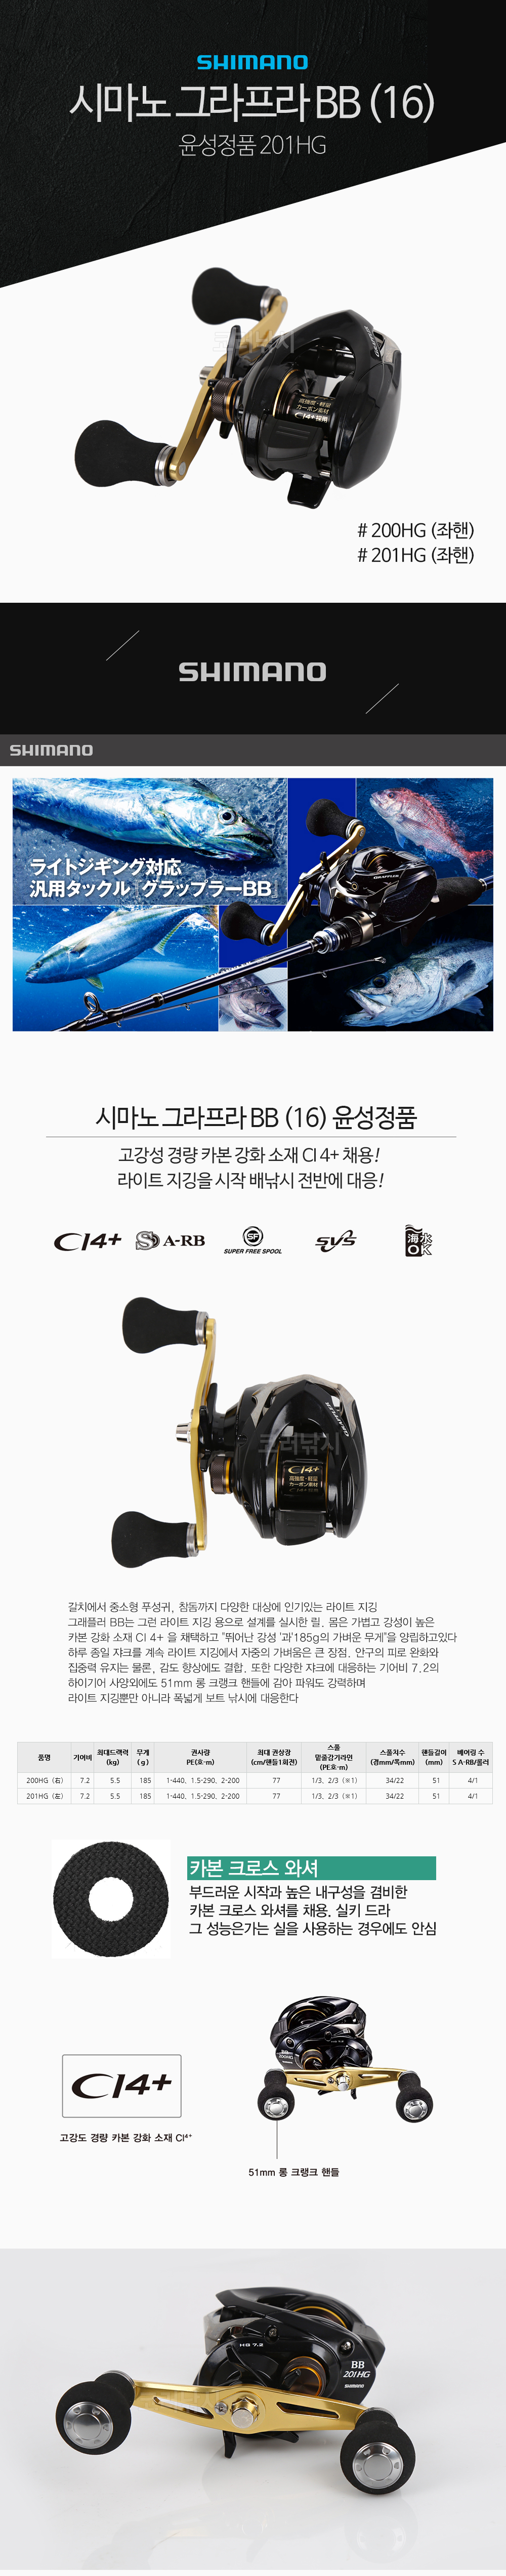 SHIMANO
시마노 그라프라 BB (16)
윤성정품 201HG
# 200HG (좌핸)
# 201HG (좌핸)
SHIMANO
SHIMANO
ライトジギング対応
汎用タックル グラップラーBB
시마노 그라프라 BB (16) 윤성정품
고강성 경량 카본 강화 소재 CI 4+ 채용!
라이트 지깅을 시작 배낚시 전반에 대응!
CI4+ S A-RB SF SUPER FREE SPOOL SVS 海水OK
CI4+
高強度・軽量
カーボン素材
갈치에서 중소형 푸성귀, 참돔까지 다양한 대상에 인기있는 라이트 지깅
그래플러 BB는 그런 라이트 지깅 용으로 설계를 실시한 릴. 몸은 가볍고 강성이 높은
카본 강화 소재 CI 4+ 을 채택하고 "뛰어난 강성 '과'185g의 가벼운 무게"을 양립하고있다
하루 종일 쟈크를 계속 라이트 지깅에서 자중의 가벼움은 큰 장점. 안구의 피로 완화와
집중력 유지는 물론, 감도 향상에도 결합. 또한 다양한 쟈크에 대응하는 기어비 7.2의
하이기어 사양외에도 51mm 롱 크랭크 핸들에 감아 파워도 강력하며
라이트 지깅뿐만 아니라 폭넓게 보트 낚시에 대응한다
품명 기어비 최대드랙력(kg) 무게(g) 권사량 PE(호-m) 최대 권상장(cm/핸들1회전) 스풀 밑줄감기라인(PE호-m) 스풀치수(경mm/폭mm) 핸들길이(mm) 베어링 수 S A-RB/롤러
200HG (右) 7.2 5.5 185 1-440, 1.5-290, 2-200 77 1/3, 2/3 (※1) 34/22 51 4/1
201HG (左) 7.2 5.5 185 1-440, 1.5-290, 2-200 77 1/3, 2/3 (※1) 34/22 51 4/1
카본 크로스 와셔
부드러운 시작과 높은 내구성을 겸비한
카본 크로스 와셔를 채용. 실키 드라
그 성능은가는 실을 사용하는 경우에도 안심
CI4+
고강도 경량 카본 강화 소재 CI4+
51mm 롱 크랭크 핸들
HG 7.2
BB
201HG
SHIMANO